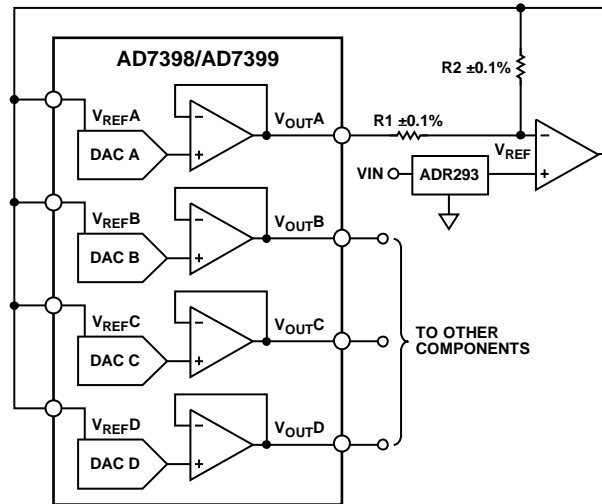 AD7398/AD7399
R2 ±0.1%
R1 ±0.1%
VREFA
VOUTA
DAC A
VREF
VIN
ADR293
VREFB
VOUTB
DAC B
VREFC
VOUTC
DAC C
TO OTHER
COMPONENTS
VREFD
VOUTD
DAC D